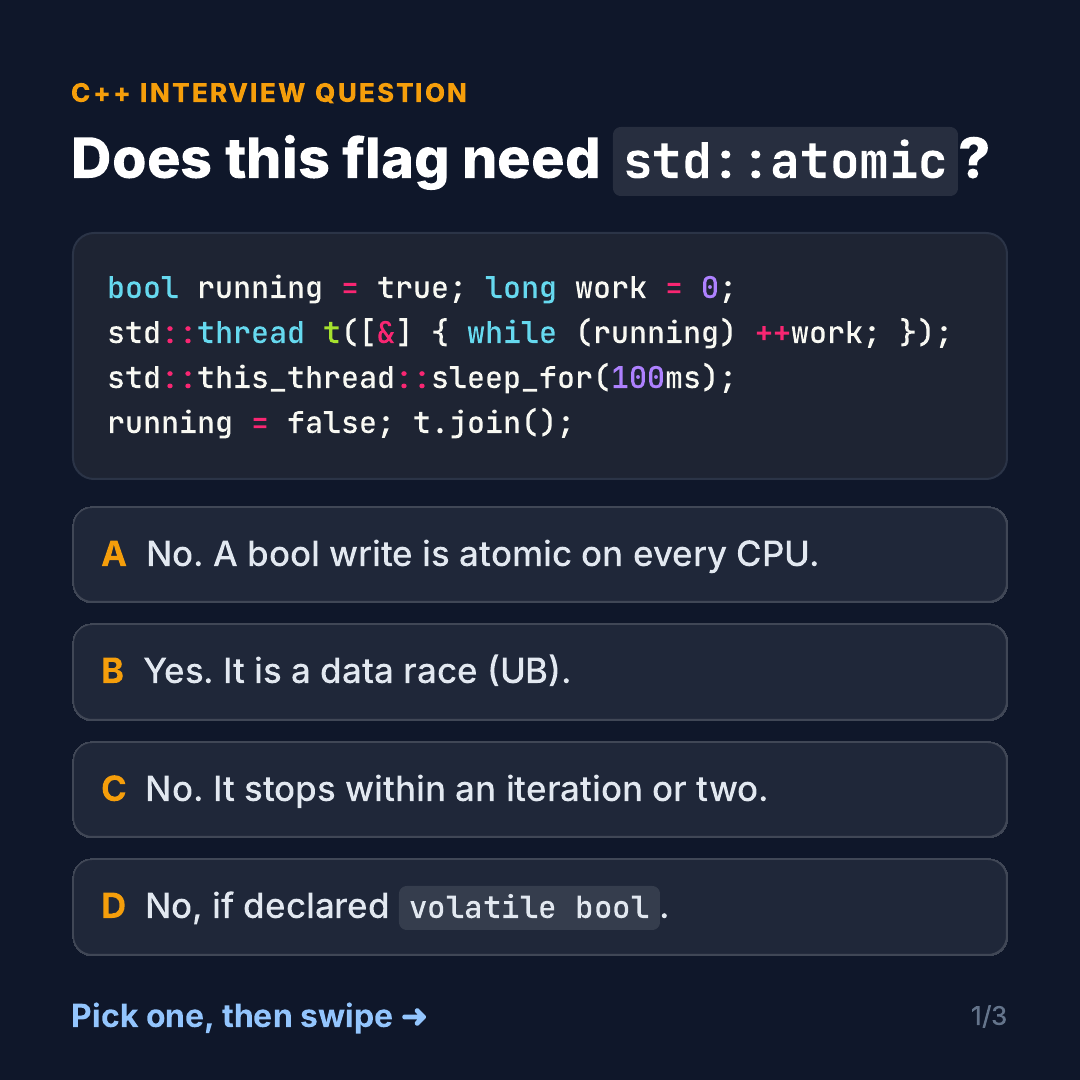 C++ INTERVIEW QUESTION
Does this flag need std::atomic?
bool running = true; long work = 0;
std::thread t([&] { while (running) ++work; });
std::this_thread::sleep_for(100ms);
running = false; t.join();
A No. A bool write is atomic on every CPU.
B Yes. It is a data race (UB).
C No. It stops within an iteration or two.
D No, if declared volatile bool.
Pick one, then swipe ➜
1/3